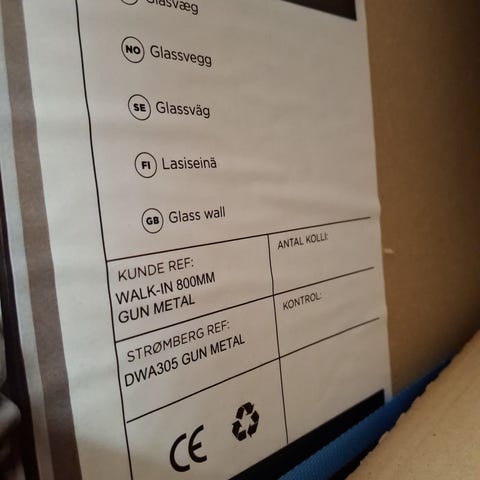 Glasvæg
NO Glassvegg
SE Glassväg
FI Lasiseinä
GB Glass wall
KUNDE REF:
WALK-IN 800MM
GUN METAL
ANTAL KOLLI:
STRØMBERG REF:
DWA305 GUN METAL
KONTROL:
CE